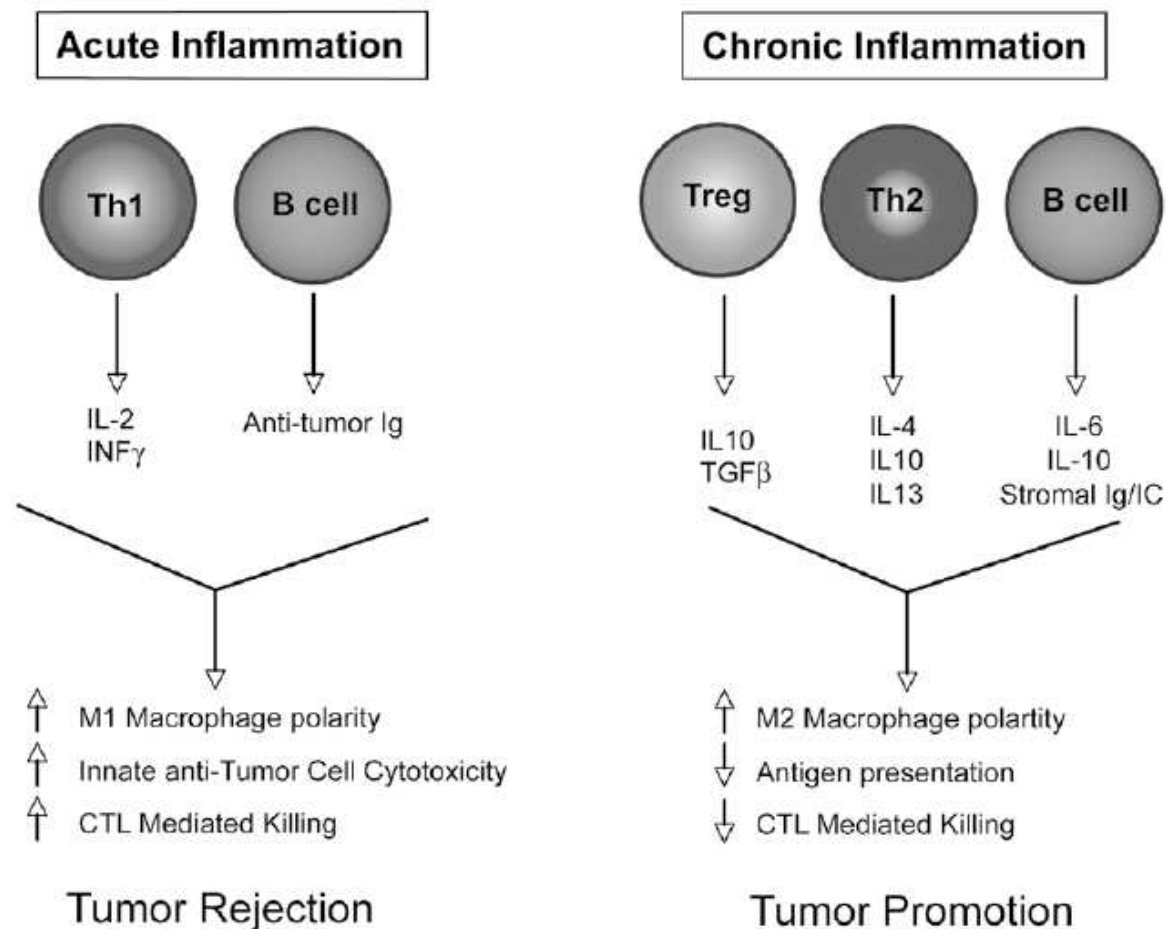 Acute Inflammation
Th1
B cell
IL-2
INFγ
Anti-tumor Ig
M1 Macrophage polarity
Innate anti-Tumor Cell Cytotoxicity
CTL Mediated Killing
Tumor Rejection
Chronic Inflammation
Treg
Th2
B cell
IL10
TGFβ
IL-4
IL10
IL13
IL-6
IL-10
Stromal Ig/IC
M2 Macrophage polartity
Antigen presentation
CTL Mediated Killing
Tumor Promotion